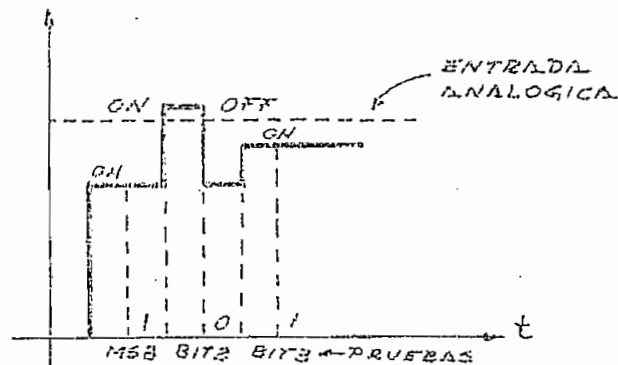 ENTRADA
ANALOGICA
ON OFF
ON
ON
1 0 1
t
MSB BIT2 BIT3 ← PRUEBAS